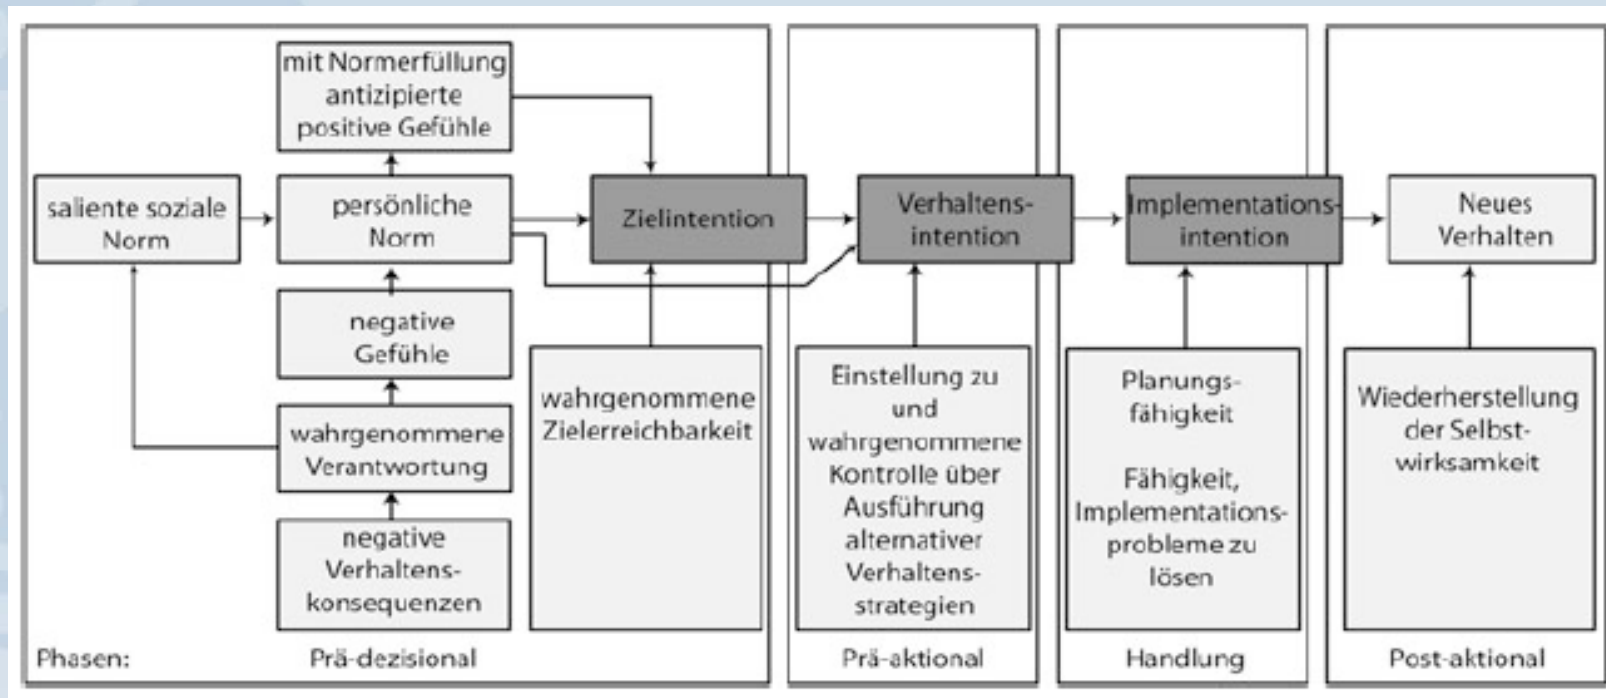 mit Normerfüllung
antizipierte
positive Gefühle
saliente soziale
Norm
persönliche
Norm
Zielintention
Verhaltens-
intention
Implementations-
intention
Neues
Verhalten
negative
Gefühle
wahrgenommene
Verantwortung
negative
Verhaltens-
konsequenzen
wahrgenommene
Zielerreichbarkeit
Einstellung zu
und
wahrgenommene
Kontrolle über
Ausführung
alternativer
Verhaltens-
strategien
Planungs-
fähigkeit
Fähigkeit,
Implementations-
probleme zu
lösen
Wiederherstellung
der Selbst-
wirksamkeit
Phasen:
Prä-dezisional
Prä-aktional
Handlung
Post-aktional